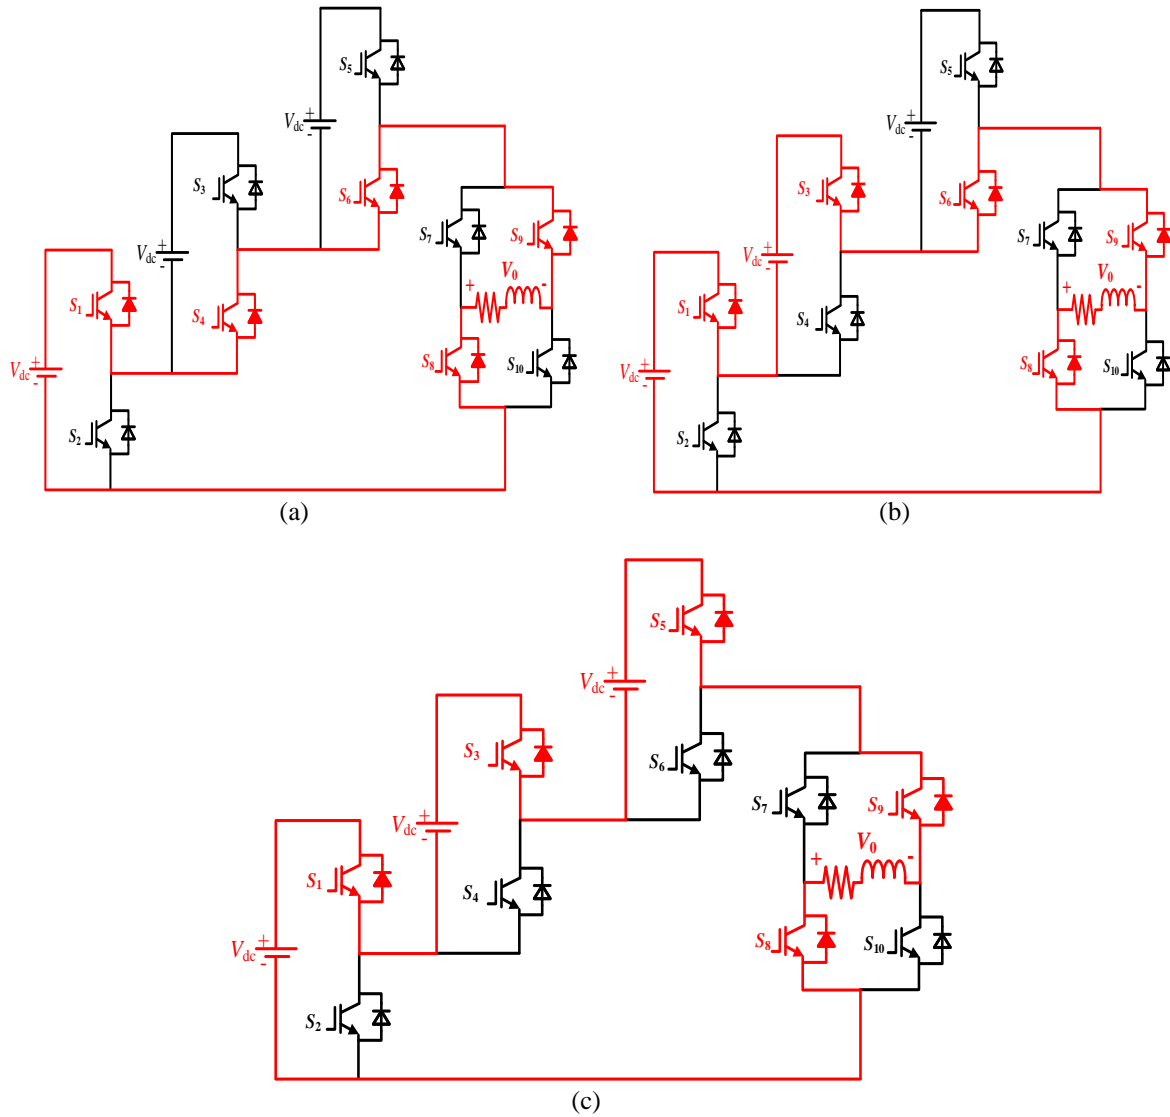 S5
Vdc + -
S3
S6
Vdc + -
S7
S9
+ V0 -
S1
S4
Vdc + -
S8
S10
S2
(a)
S5
Vdc + -
S3
S6
Vdc + -
S7
S9
+ V0 -
S1
S4
Vdc + -
S8
S10
S2
(b)
S5
Vdc + -
S3
S6
S7
S9
Vdc + -
+ V0 -
S1
S4
Vdc + -
S8
S10
S2
(c)